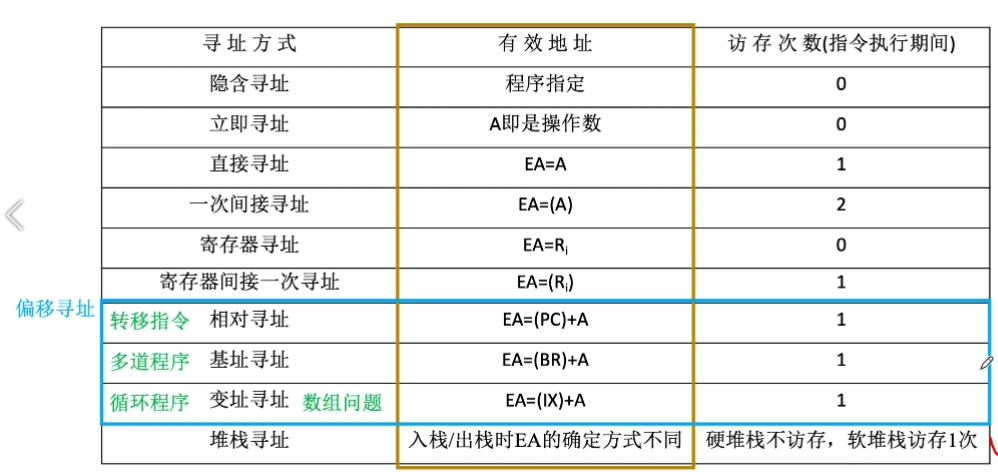 寻址方式 有效地址 访存次数(指令执行期间)
隐含寻址 程序指定 0
立即寻址 A即是操作数 0
直接寻址 EA=A 1
一次间接寻址 EA=(A) 2
寄存器寻址 EA=Rᵢ 0
寄存器间接一次寻址 EA=(Rᵢ) 1
偏移寻址
转移指令 相对寻址 EA=(PC)+A 1
多道程序 基址寻址 EA=(BR)+A 1
循环程序 变址寻址 数组问题 EA=(IX)+A 1
堆栈寻址 入栈/出栈时EA的确定方式不同 硬堆栈不访存，软堆栈访存1次